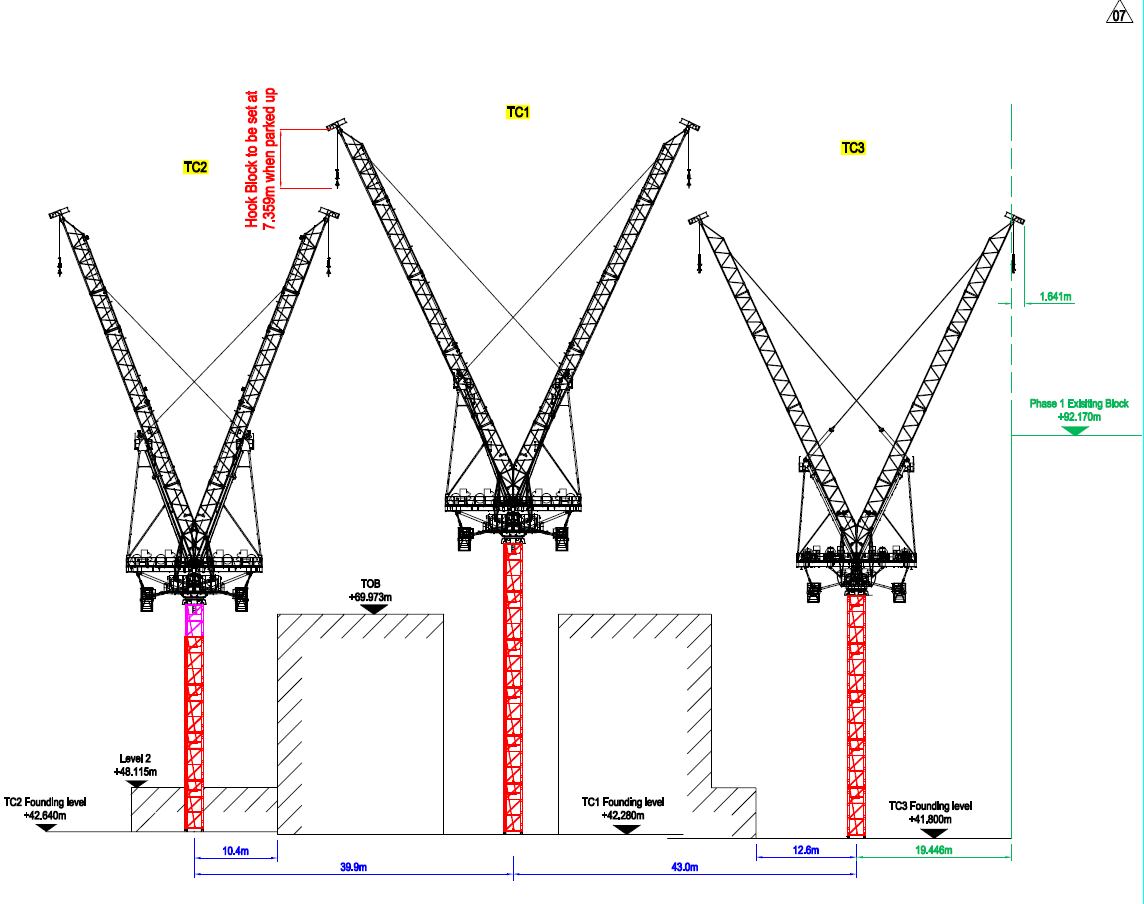 07
TC1
TC2
TC3
Hook Block to be set at
7.359m when parked up
1.641m
Phase 1 Exisiting Block
+92.170m
TOB
+69.973m
Level 2
+48.115m
TC2 Founding level
+42.640m
TC1 Founding level
+42.280m
TC3 Founding level
+41.800m
10.4m
12.6m
19.446m
39.9m
43.0m